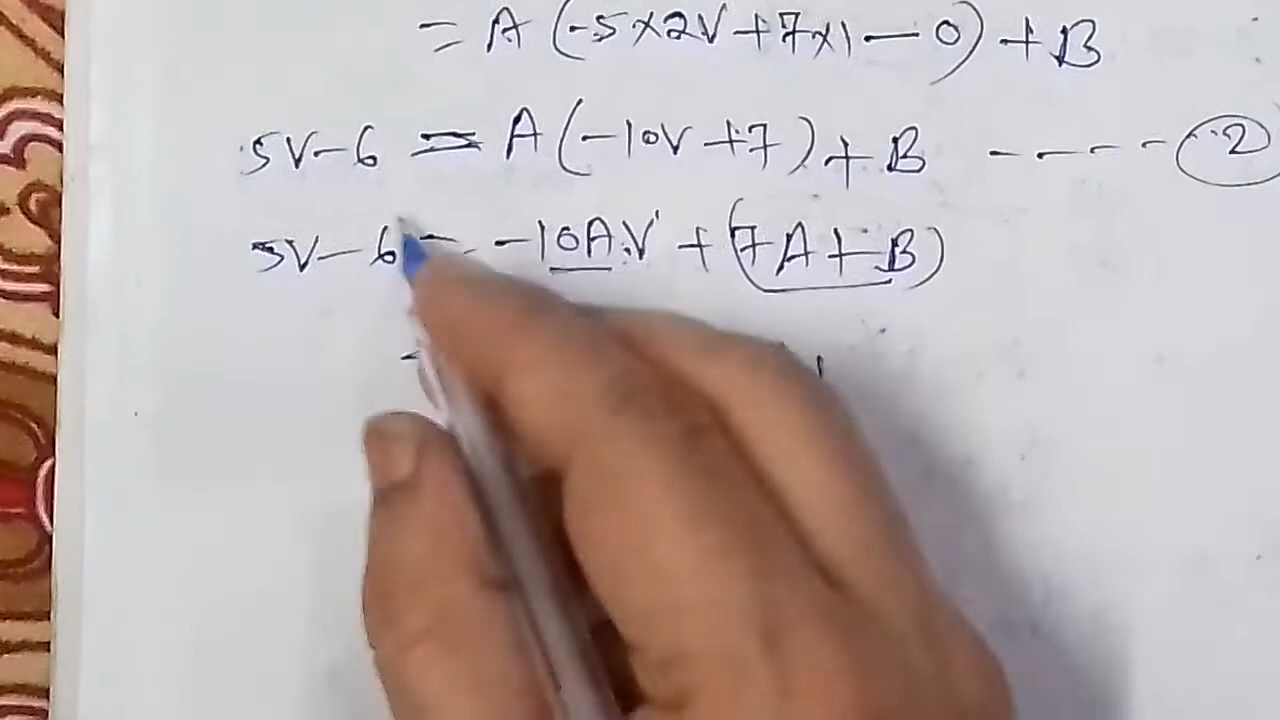 = A (-5×2V+7×1-0)+B
5V-6 = A(-10V+7)+B ---- 2
5V-6 = -10A.V + (7A+B)